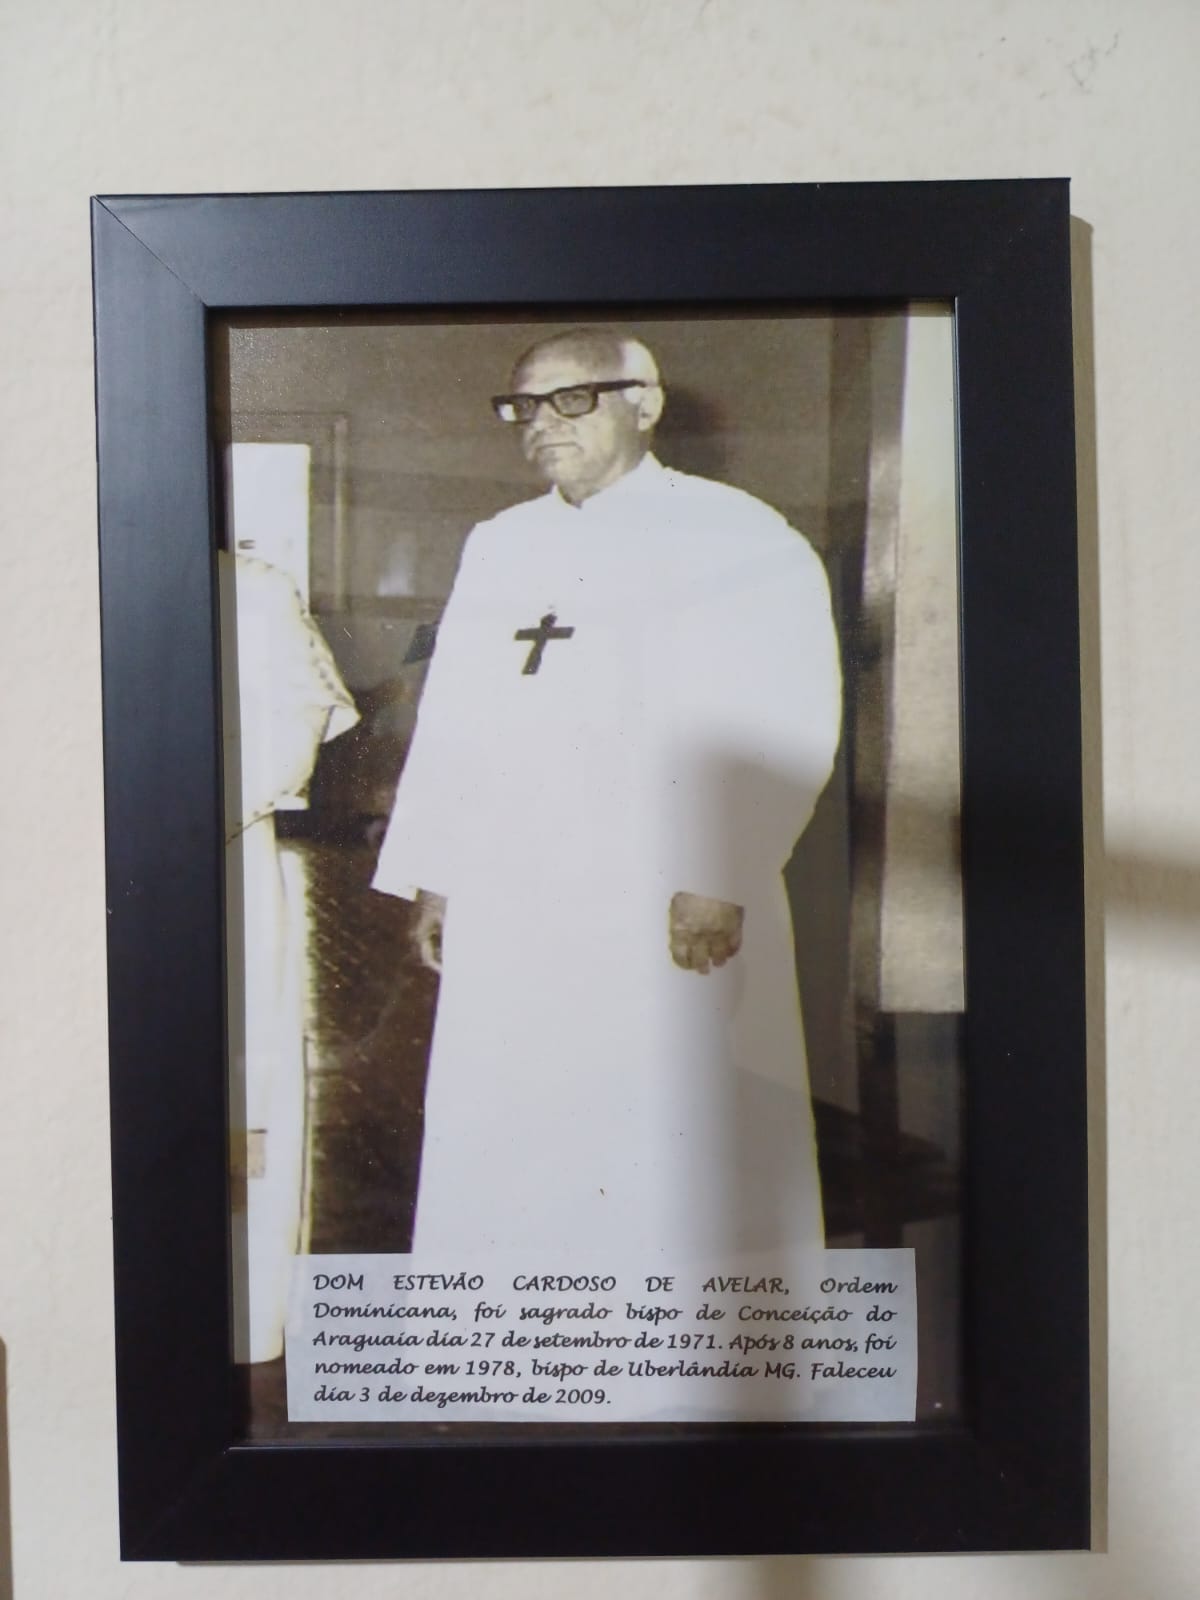 DOM ESTEVÃO CARDOSO DE AVELAR, Ordem
Dominicana, foi sagrado bispo de Conceição do
Araguaia dia 27 de setembro de 1971. Após 8 anos, foi
nomeado em 1978, bispo de Uberlândia MG. Faleceu
dia 3 de dezembro de 2009.